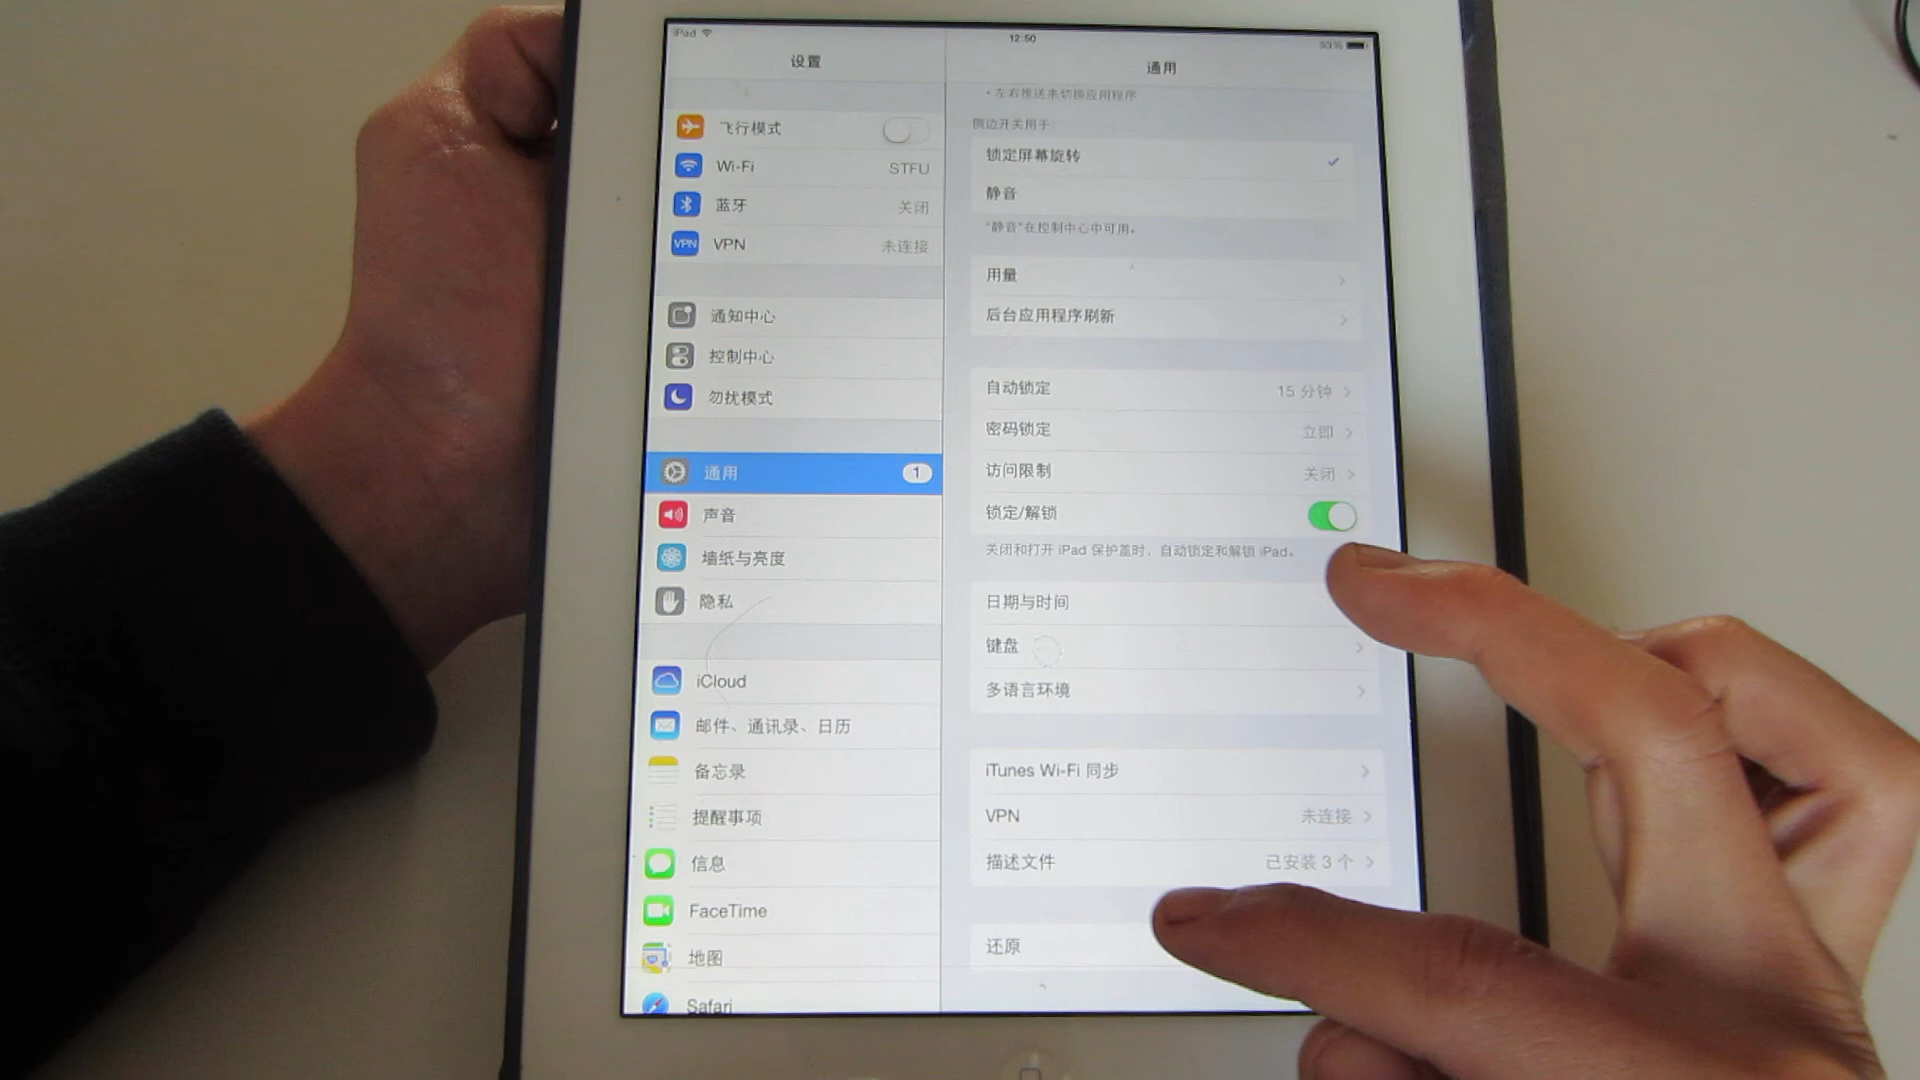 iPad
12:50
93%
设置
通用
飞行模式
Wi-Fi STFU
蓝牙 关闭
VPN VPN 未连接
通知中心
控制中心
勿扰模式
通用 1
声音
墙纸与亮度
隐私
iCloud
邮件、通讯录、日历
备忘录
提醒事项
信息
FaceTime
地图
Safari
• 左右推送来切换应用程序
侧边开关用于:
锁定屏幕旋转
静音
“静音”在控制中心中可用。
用量
后台应用程序刷新
自动锁定 15 分钟
密码锁定 立即
访问限制 关闭
锁定/解锁
关闭和打开 iPad 保护盖时，自动锁定和解锁 iPad。
日期与时间
键盘
多语言环境
iTunes Wi-Fi 同步
VPN 未连接
描述文件 已安装 3 个
还原